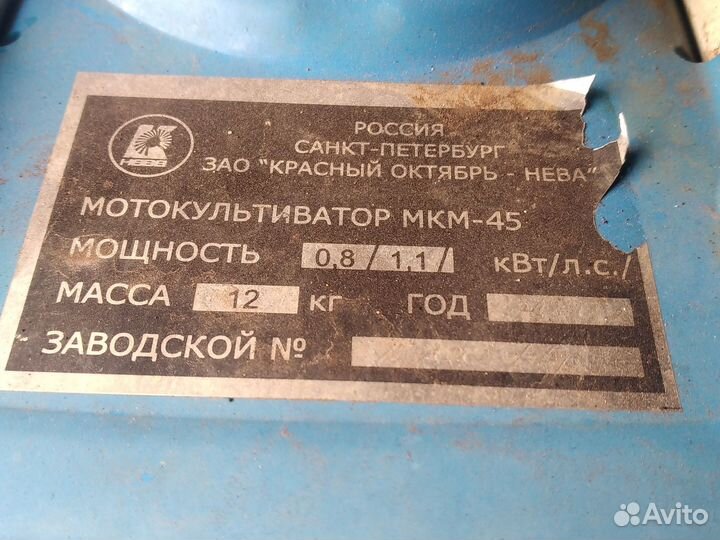 НЕВА
РОССИЯ
САНКТ-ПЕТЕРБУРГ
ЗАО "КРАСНЫЙ ОКТЯБРЬ - НЕВА"
МОТОКУЛЬТИВАТОР МКМ-45
МОЩНОСТЬ 0,8/1,1/ кВт/л.с./
МАССА 12 кг ГОД
ЗАВОДСКОЙ №
Avito